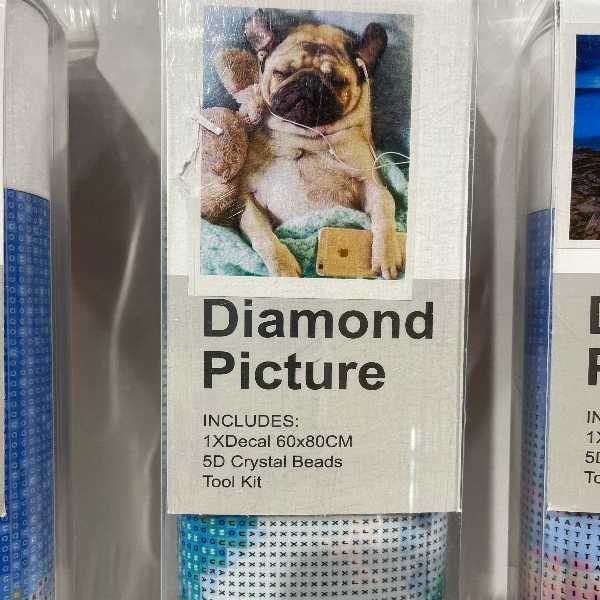 Diamond
Picture
INCLUDES:
1XDecal 60x80CM
5D Crystal Beads
Tool Kit